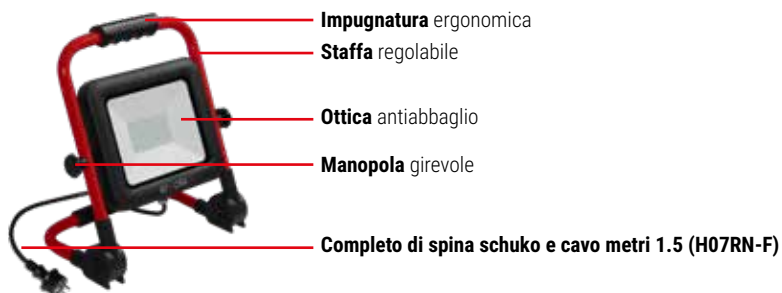 Impugnatura ergonomica
Staffa regolabile
Ottica antiabbaglio
Manopola girevole
Completo di spina schuko e cavo metri 1.5 (H07RN-F)